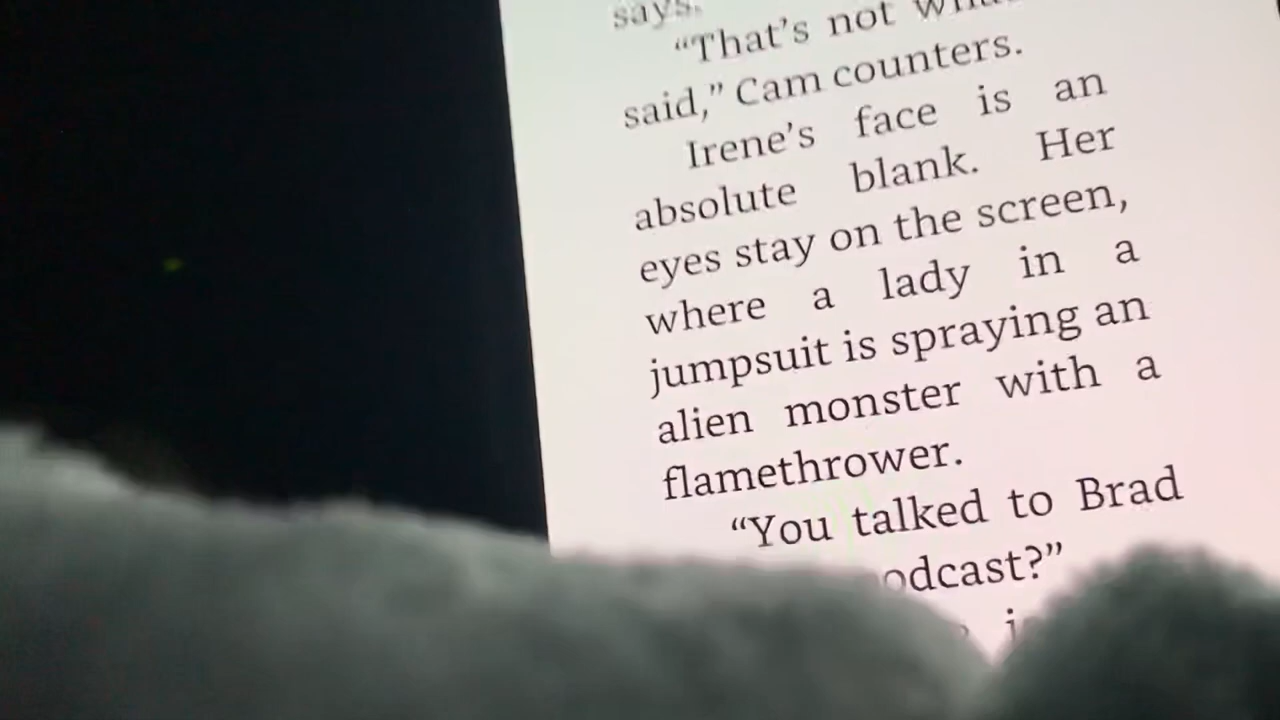 says.
“That’s not
said,” Cam counters.
Irene’s face is an
absolute blank. Her
eyes stay on the screen,
where a lady in a
jumpsuit is spraying an
alien monster with a
flamethrower.
“You talked to Brad